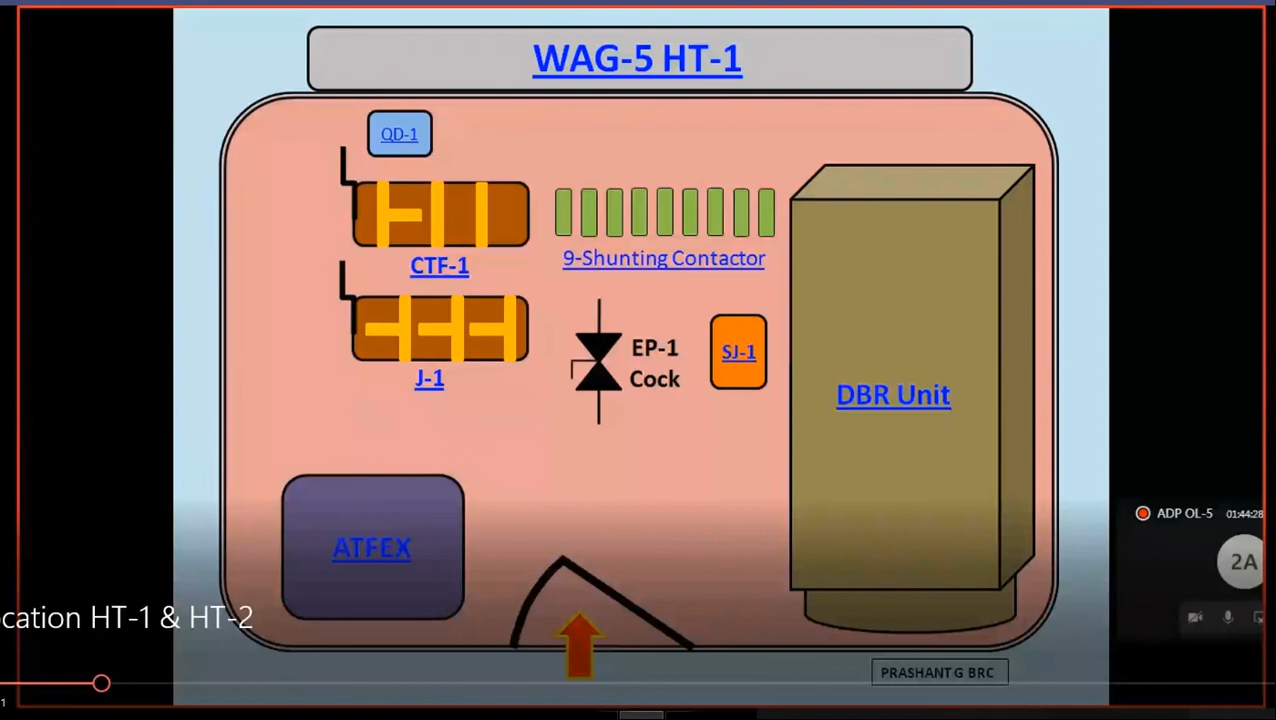 WAG-5 HT-1
QD-1
CTF-1
9-Shunting Contactor
J-1
EP-1
Cock
SJ-1
DBR Unit
ATFEX
ADP OL-5 01:44:28
2A
cation HT-1 & HT-2
PRASHANT G BRC
1